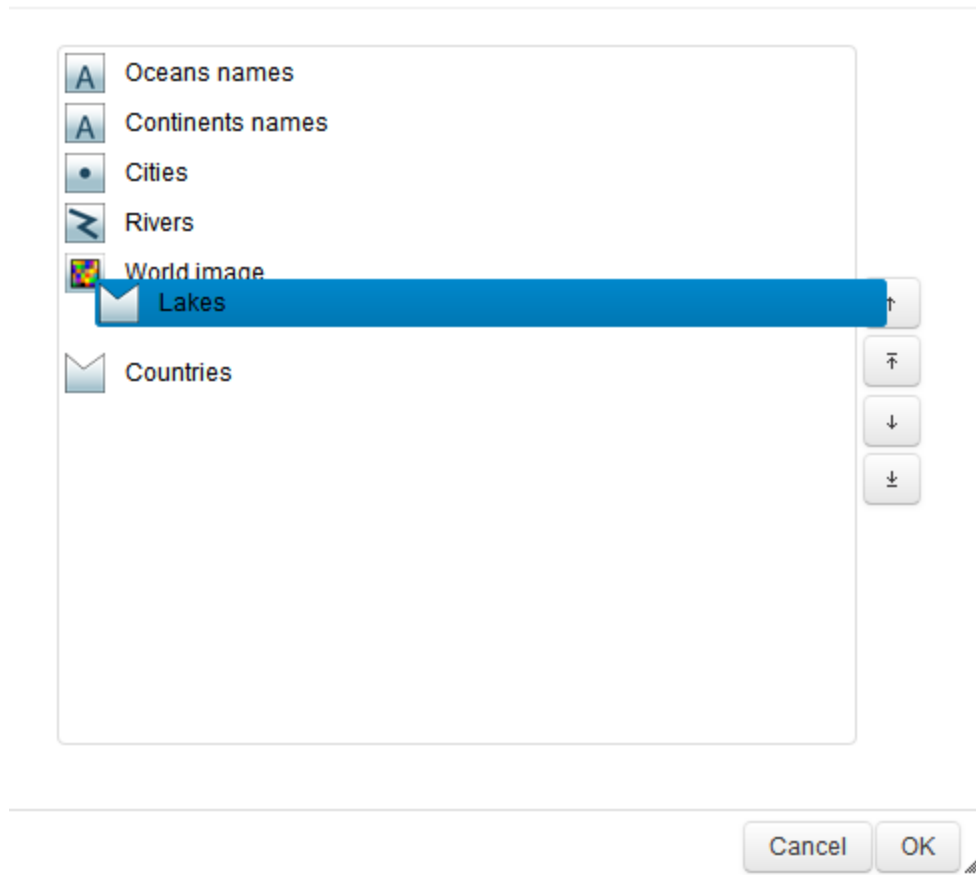 Oceans names
Continents names
Cities
Rivers
World image
Lakes
Countries
Cancel OK